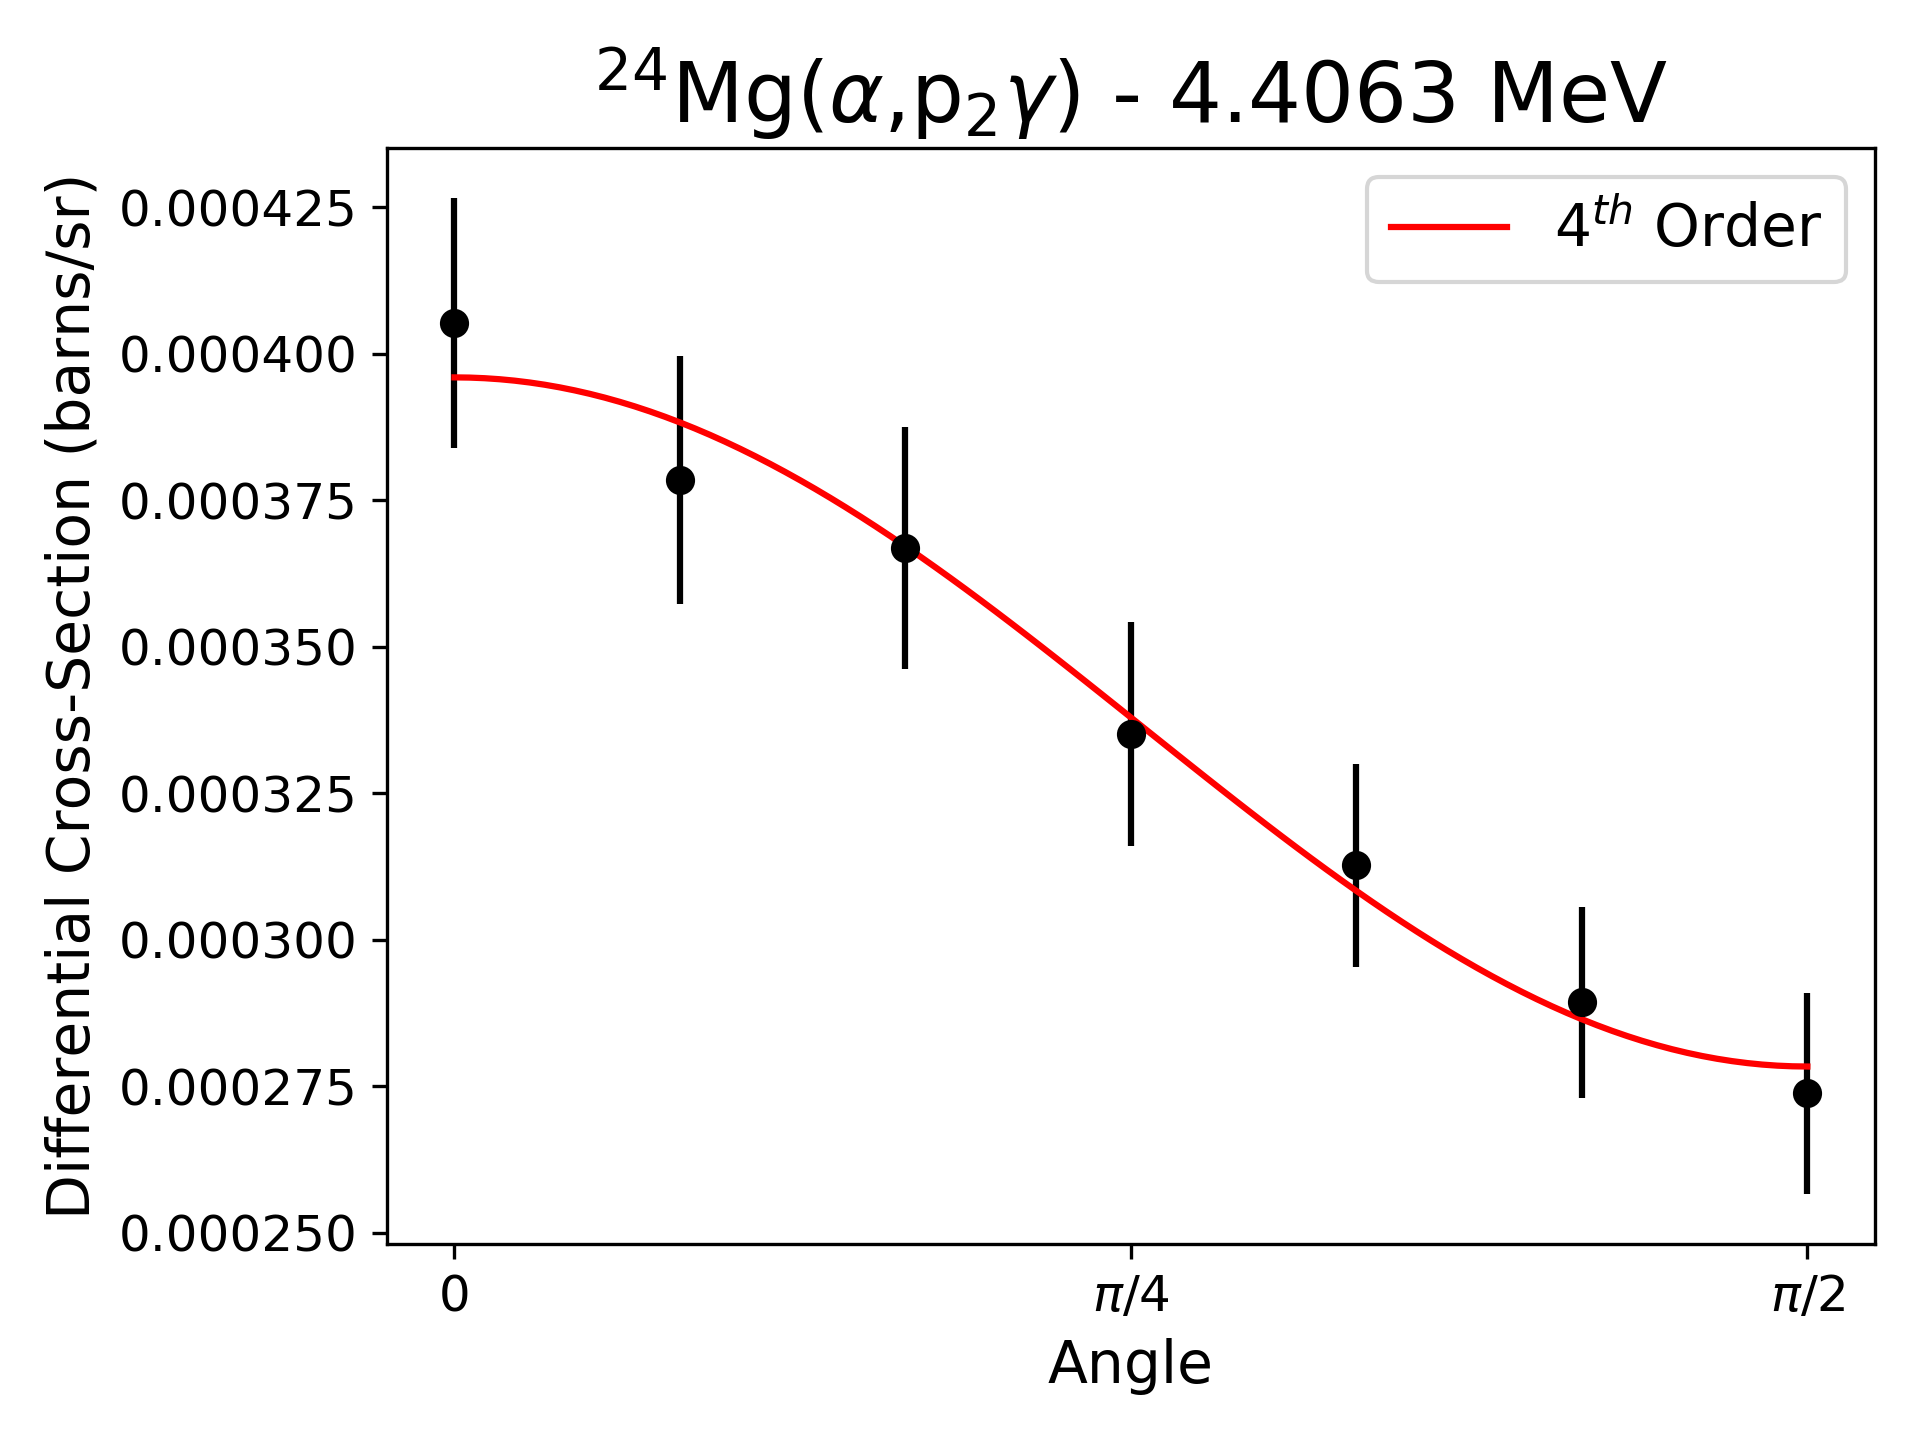 ²⁴Mg(α,p₂γ) - 4.4063 MeV
4ᵗʰ Order
Differential Cross-Section (barns/sr)
0.000425
0.000400
0.000375
0.000350
0.000325
0.000300
0.000275
0.000250
0 π/4 π/2
Angle